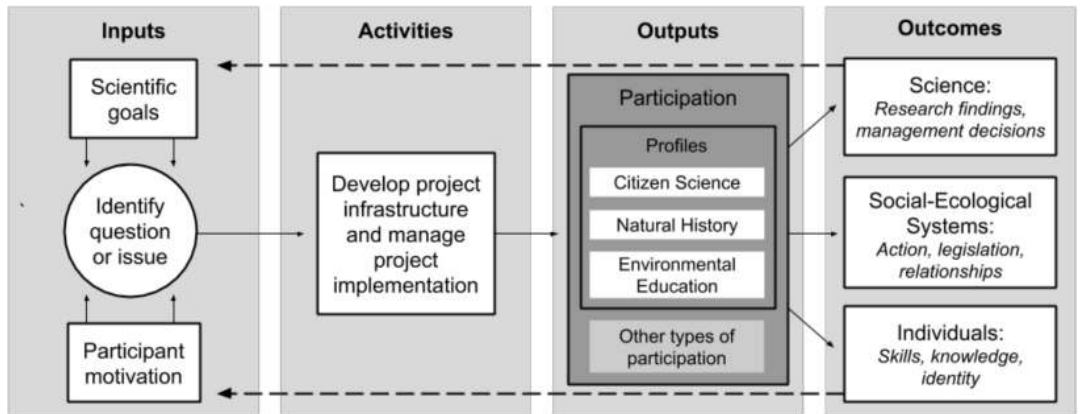 Inputs
Scientific
goals
Identify
question
or issue
Participant
motivation
Activities
Develop project
infrastructure
and manage
project
implementation
Outputs
Participation
Profiles
Citizen Science
Natural History
Environmental
Education
Other types of
participation
Outcomes
Science:
Research findings,
management decisions
Social-Ecological
Systems:
Action, legislation,
relationships
Individuals:
Skills, knowledge,
identity